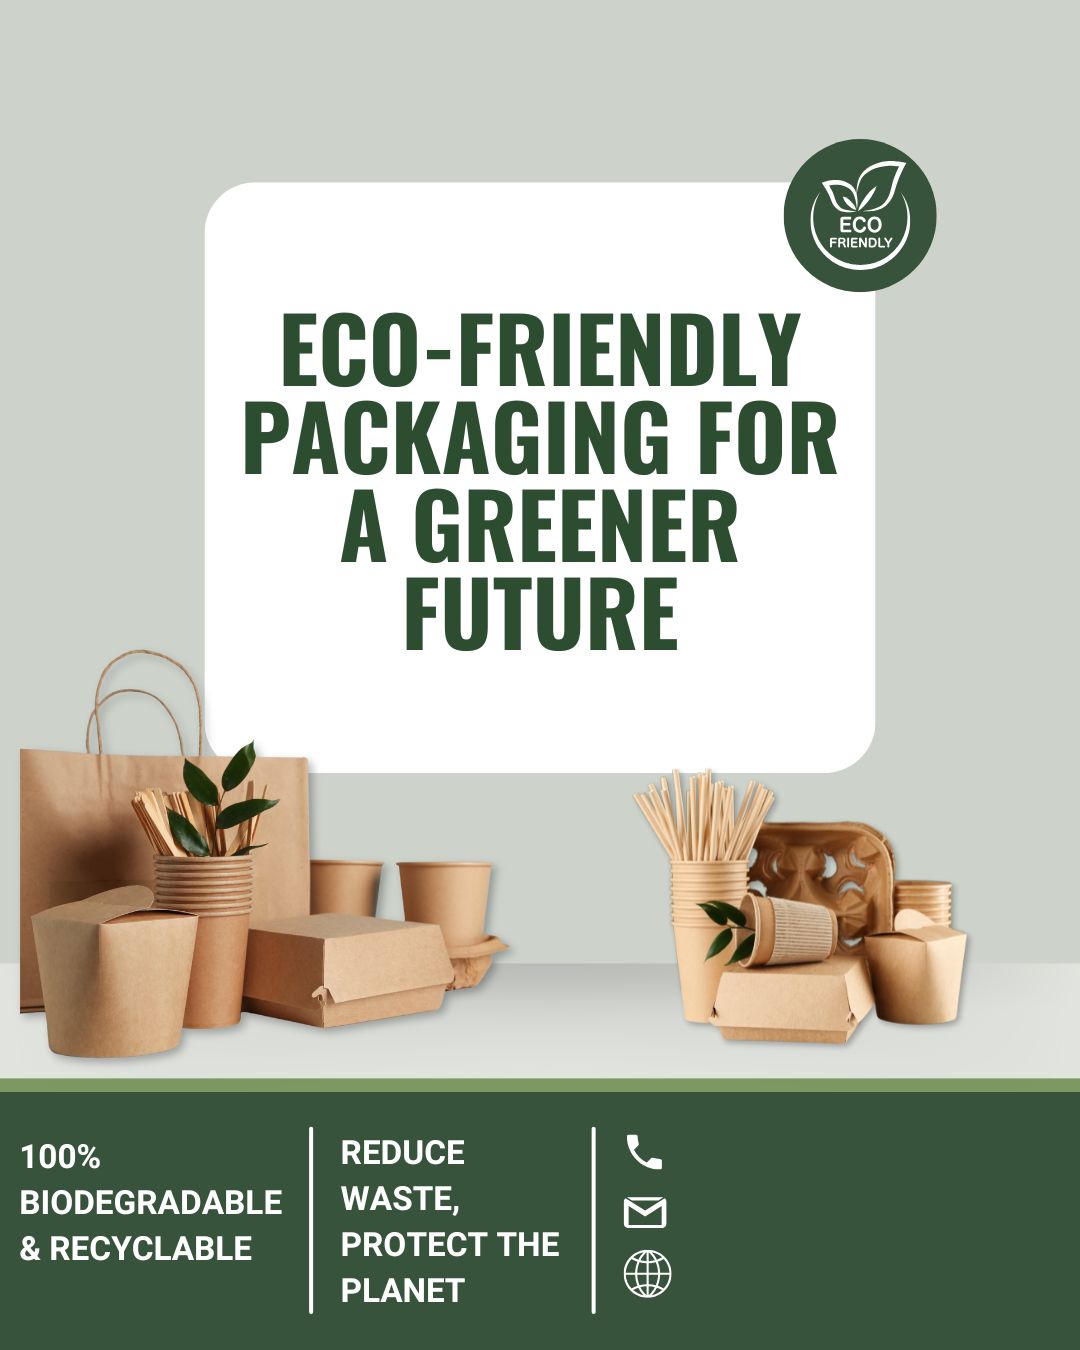 ECO
FRIENDLY
ECO-FRIENDLY
PACKAGING FOR
A GREENER
FUTURE
100%
BIODEGRADABLE
& RECYCLABLE
REDUCE
WASTE,
PROTECT THE
PLANET